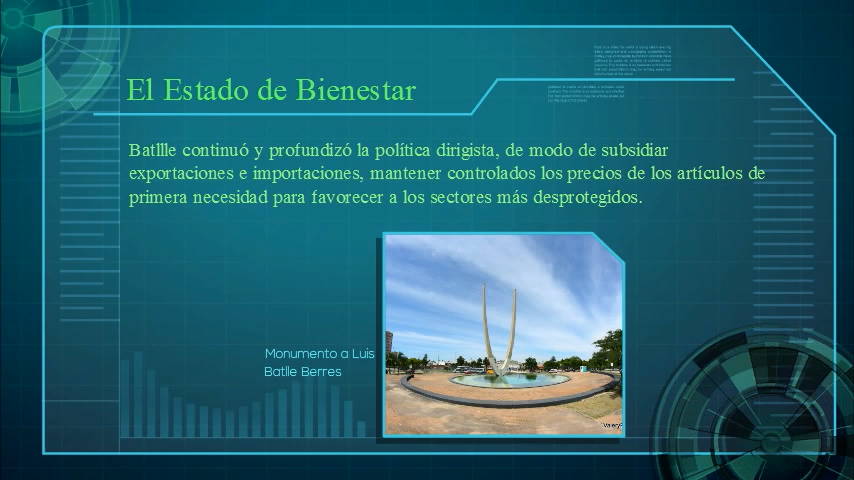 El Estado de Bienestar
Batllle continuó y profundizó la política dirigista, de modo de subsidiar
exportaciones e importaciones, mantener controlados los precios de los artículos de
primera necesidad para favorecer a los sectores más desprotegidos.
Monumento a Luis
Batlle Berres